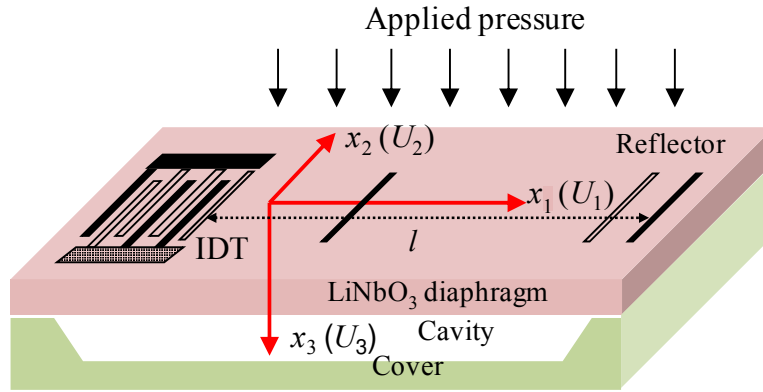 Applied pressure
x₂ (U₂)
Reflector
x₁ (U₁)
l
IDT
LiNbO₃ diaphragm
Cavity
x₃ (U₃)
Cover